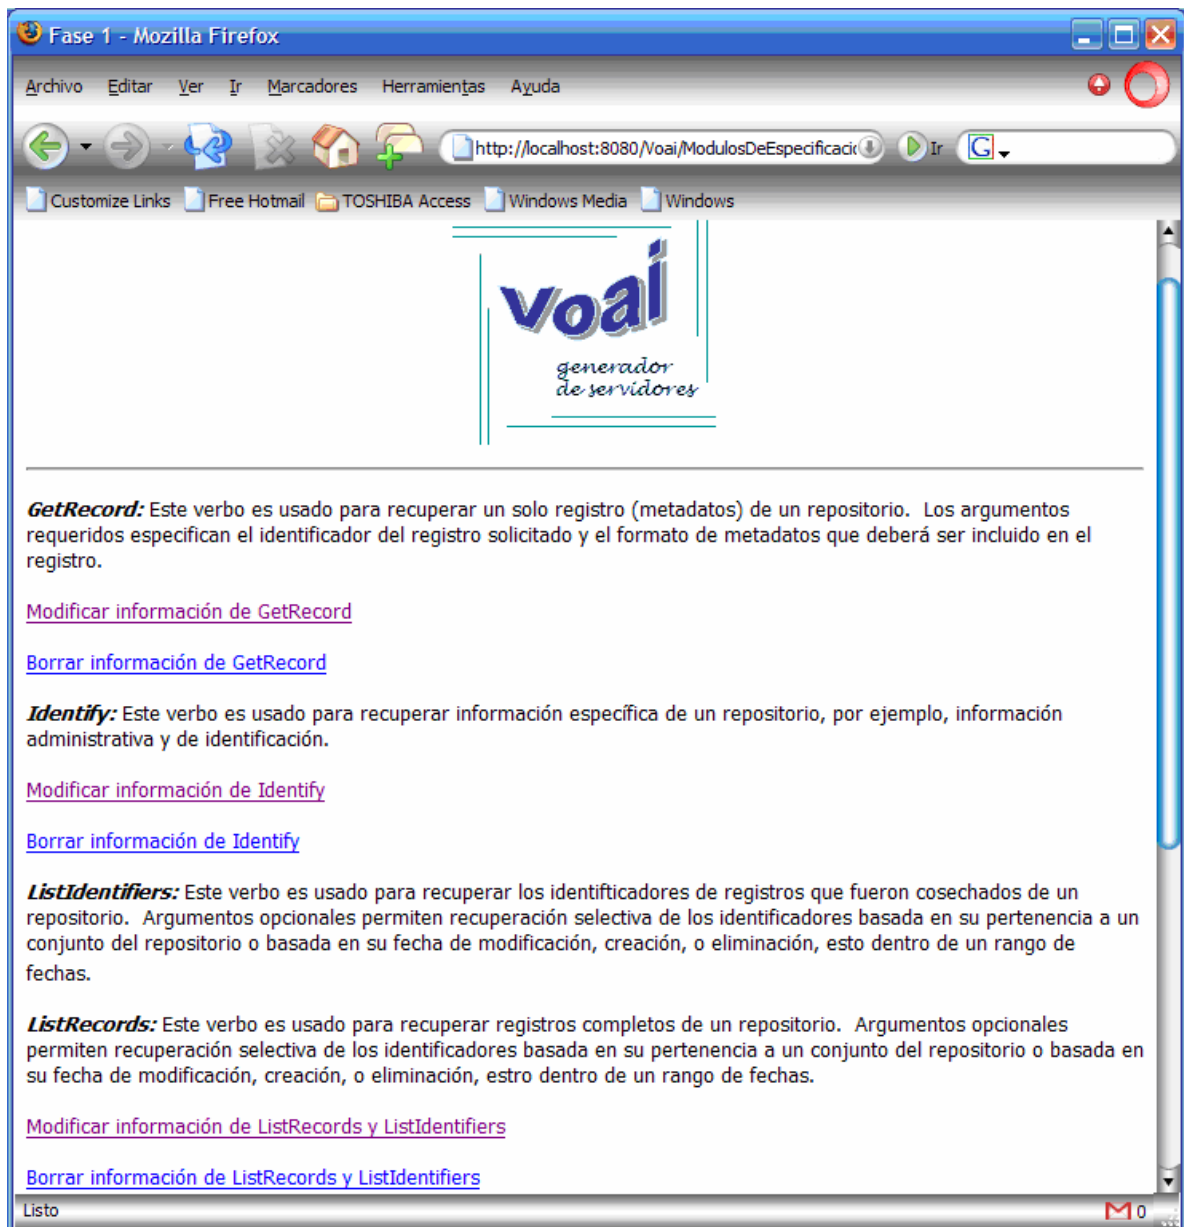 Fase 1 - Mozilla Firefox
Archivo Editar Ver Ir Marcadores Herramientas Ayuda
http://localhost:8080/Voai/ModulosDeEspecificació Ir G
Customize Links Free Hotmail TOSHIBA Access Windows Media Windows
voai
generador
de servidores
GetRecord: Este verbo es usado para recuperar un solo registro (metadatos) de un repositorio. Los argumentos
requeridos especifican el identificador del registro solicitado y el formato de metadatos que deberá ser incluido en el
registro.
Modificar información de GetRecord
Borrar información de GetRecord
Identify: Este verbo es usado para recuperar información específica de un repositorio, por ejemplo, información
administrativa y de identificación.
Modificar información de Identify
Borrar información de Identify
ListIdentifiers: Este verbo es usado para recuperar los identifticadores de registros que fueron cosechados de un
repositorio. Argumentos opcionales permiten recuperación selectiva de los identificadores basada en su pertenencia a un
conjunto del repositorio o basada en su fecha de modificación, creación, o eliminación, esto dentro de un rango de
fechas.
ListRecords: Este verbo es usado para recuperar registros completos de un repositorio. Argumentos opcionales
permiten recuperación selectiva de los identificadores basada en su pertenencia a un conjunto del repositorio o basada en
su fecha de modificación, creación, o eliminación, estro dentro de un rango de fechas.
Modificar información de ListRecords y ListIdentifiers
Borrar información de ListRecords y ListIdentifiers
Listo 0